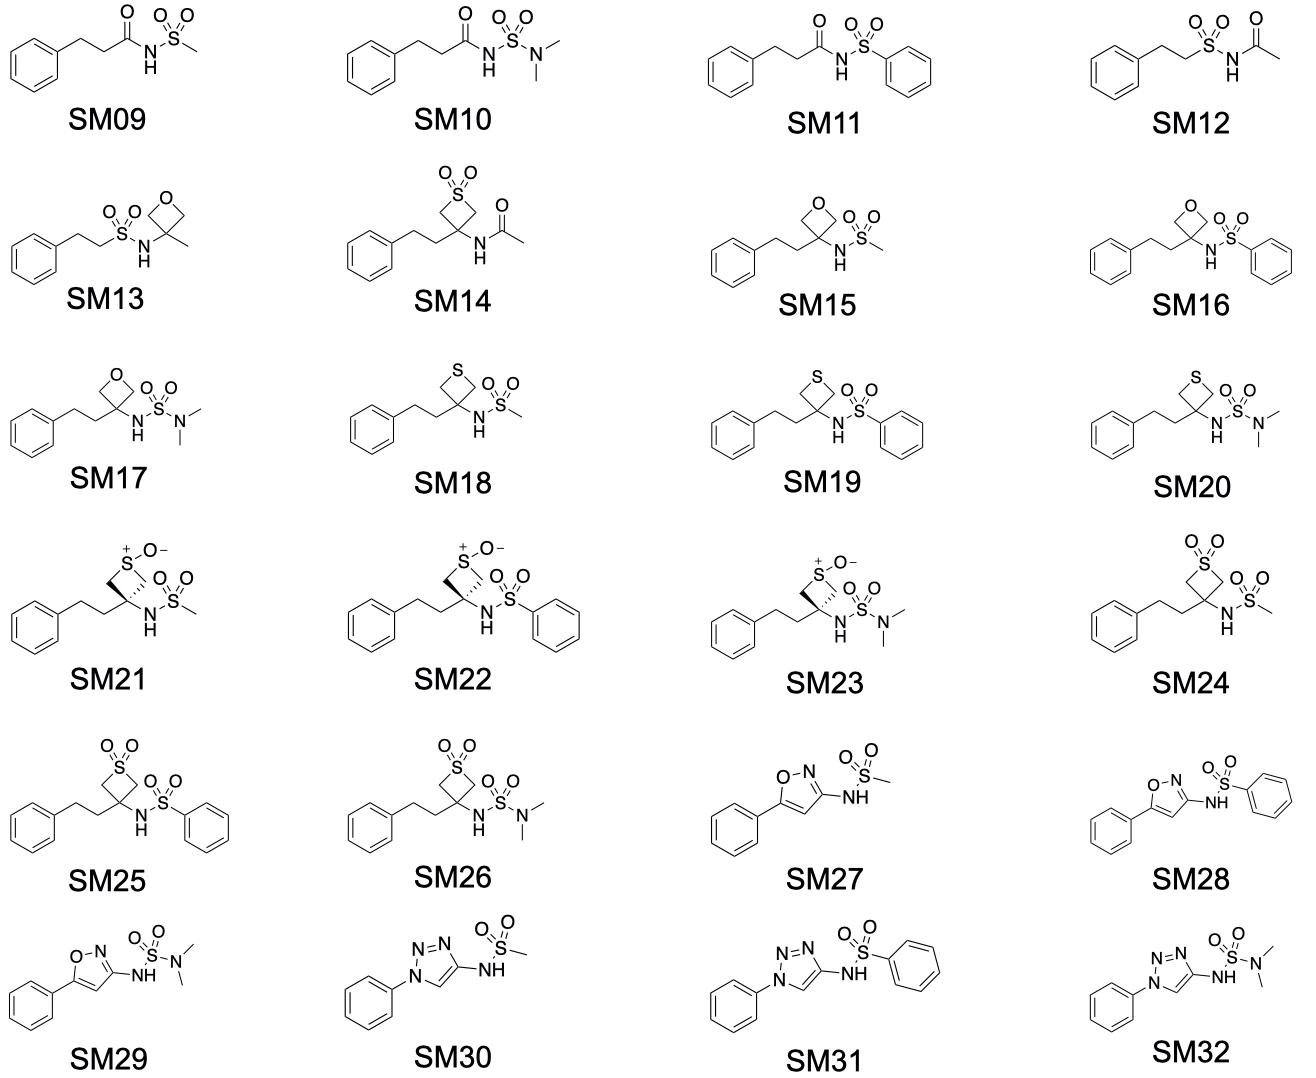 O O O S N H
O O O S N H N
O O O S N H
O O S N H O
SM09 SM10 SM11 SM12
O O O S N H
O O S N H O
O O O S N H
O O O S N H
SM13 SM14 SM15 SM16
O O O S N H N
S O O S N H
S O O S N H
S O O S N H N
SM17 SM18 SM19 SM20
+ S O − O O S N H
+ S O − O O S N H
+ S O − O O S N H N
O O S O O S N H
SM21 SM22 SM23 SM24
O O S O O S N H
O O S O O S N H N
O N O O S NH
O N O O S NH
SM25 SM26 SM27 SM28
O N O O S N NH
N N N O O S NH
N N N O O S NH
N N N O O S N NH
SM29 SM30 SM31 SM32